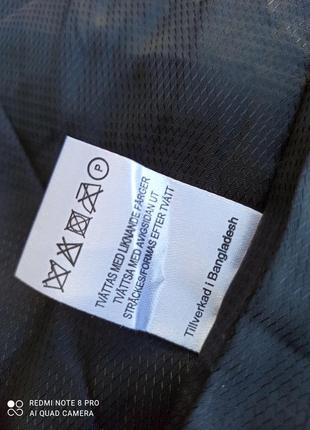 P
TVÄTTAS MED LIKNANDE FÄRGER
TVÄTTSA MED AVIGSIDAN UT
STRÄCKES/FORMAS EFTER TVÄTT
Tillverkad i Bangladesh
REDMI NOTE 8 PRO
AI QUAD CAMERA